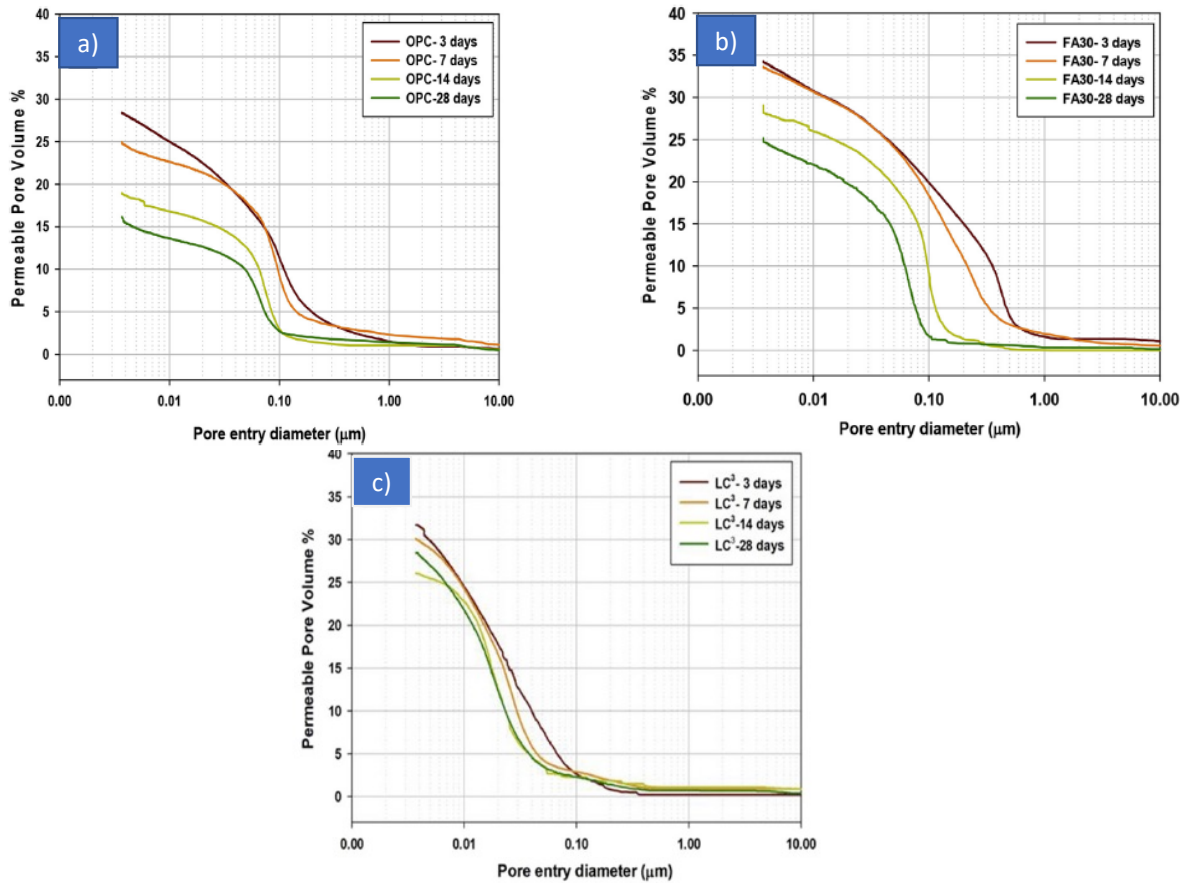 a)
OPC- 3 days
OPC- 7 days
OPC-14 days
OPC-28 days
Permeable Pore Volume %
40
35
30
25
20
15
10
5
0
0.00 0.01 0.10 1.00 10.00
Pore entry diameter (μm)
b)
FA30- 3 days
FA30- 7 days
FA30-14 days
FA30-28 days
Permeable Pore Volume %
40
35
30
25
20
15
10
5
0
0.00 0.01 0.10 1.00 10.00
Pore entry diameter (μm)
c)
LC³- 3 days
LC³- 7 days
LC³-14 days
LC³-28 days
Permeable Pore Volume %
40
35
30
25
20
15
10
5
0
0.00 0.01 0.10 1.00 10.00
Pore entry diameter (μm)